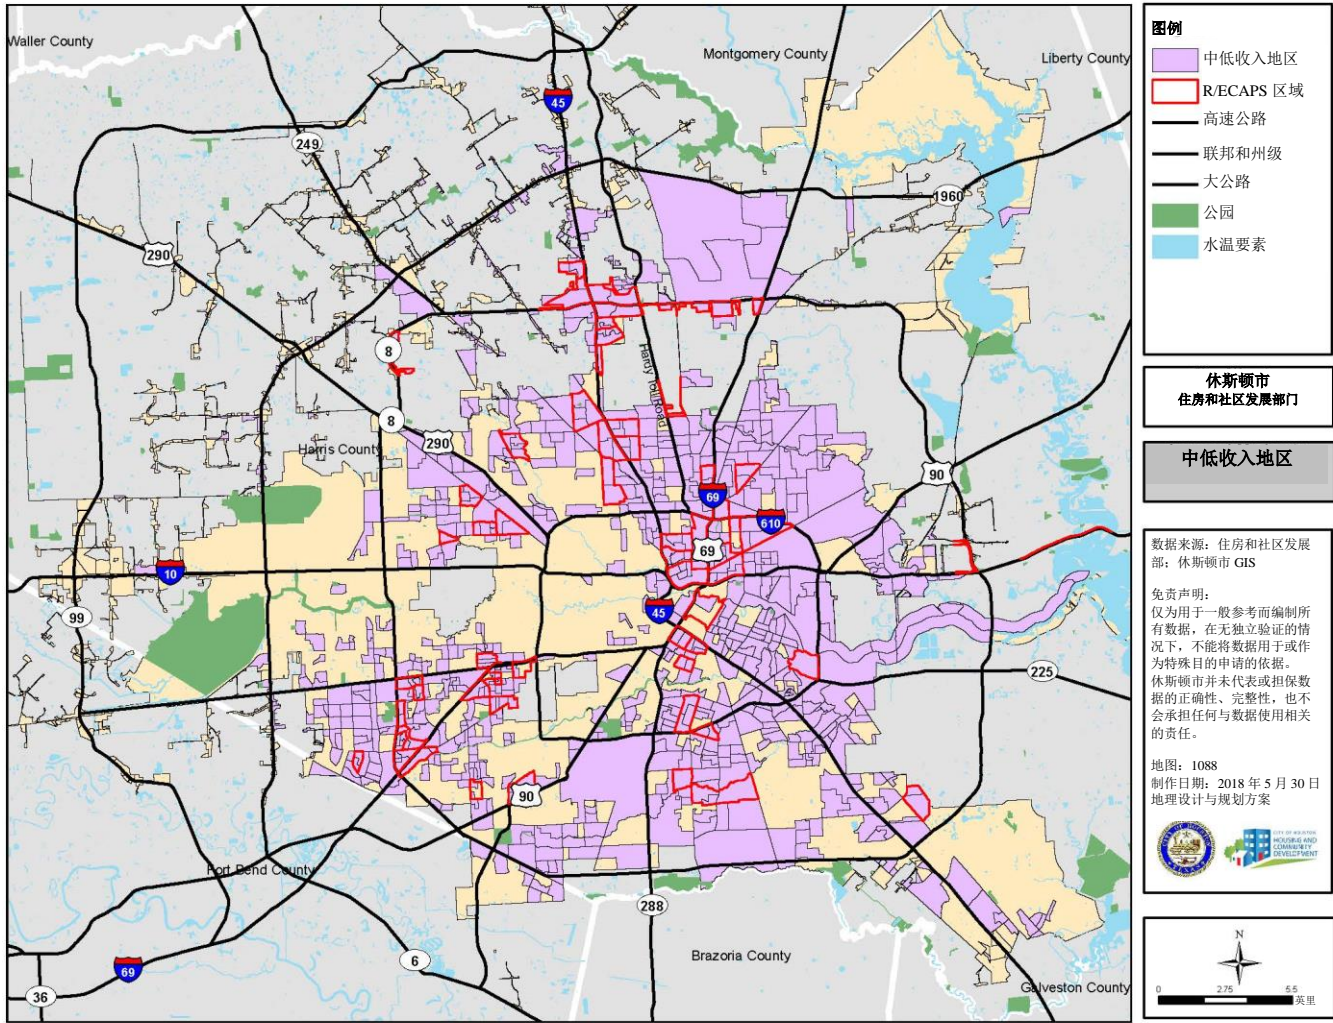 Waller County
Montgomery County
Liberty County
45
249
1960
290
8
Hardy Toll Road
8
290
Harris County
90
69
610
69
10
45
99
225
90
Fort Bend County
288
6
Brazoria County
69
36
Galveston County
图例
中低收入地区
R/ECAPS 区域
高速公路
联邦和州级
大公路
公园
水温要素
休斯顿市
住房和社区发展部门
中低收入地区
数据来源：住房和社区发展
部：休斯顿市 GIS
免责声明：
仅为用于一般参考而编制所
有数据，在无独立验证的情
况下，不能将数据用于或作
为特殊目的申请的依据。
休斯顿市并未代表或担保数
据的正确性、完整性，也不
会承担任何与数据使用相关
的责任。
地图：1088
制作日期：2018 年 5 月 30 日
地理设计与规划方案
CITY OF HOUSTON
HOUSING AND
COMMUNITY
DEVELOPMENT
N
0 2.75 5.5
英里